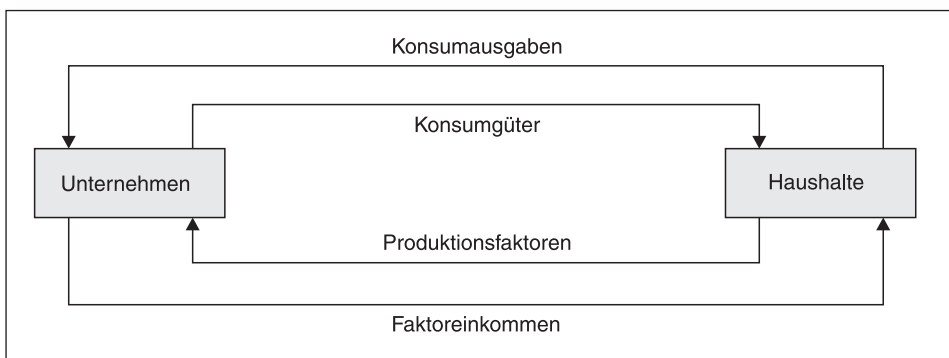 Konsumausgaben
Konsumgüter
Unternehmen
Haushalte
Produktionsfaktoren
Faktoreinkommen